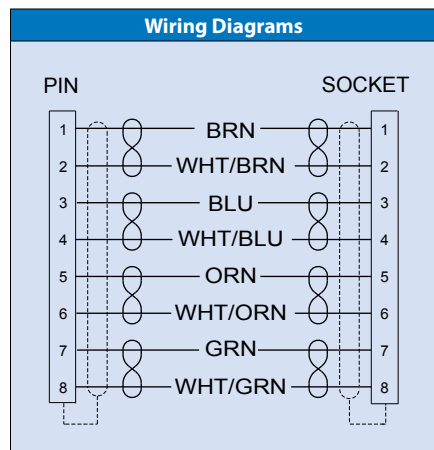 Wiring Diagrams
PIN SOCKET
1 BRN 1
2 WHT/BRN 2
3 BLU 3
4 WHT/BLU 4
5 ORN 5
6 WHT/ORN 6
7 GRN 7
8 WHT/GRN 8